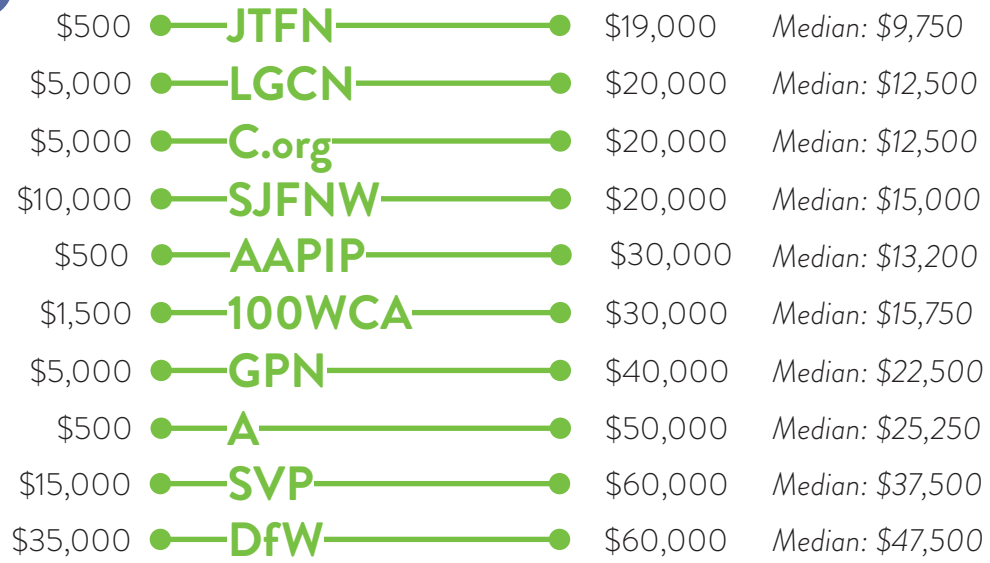 $500 JTFN $19,000 Median: $9,750
$5,000 LGCN $20,000 Median: $12,500
$5,000 C.org $20,000 Median: $12,500
$10,000 SJFNW $20,000 Median: $15,000
$500 AAPIP $30,000 Median: $13,200
$1,500 100WCA $30,000 Median: $15,750
$5,000 GPN $40,000 Median: $22,500
$500 A $50,000 Median: $25,250
$15,000 SVP $60,000 Median: $37,500
$35,000 DfW $60,000 Median: $47,500